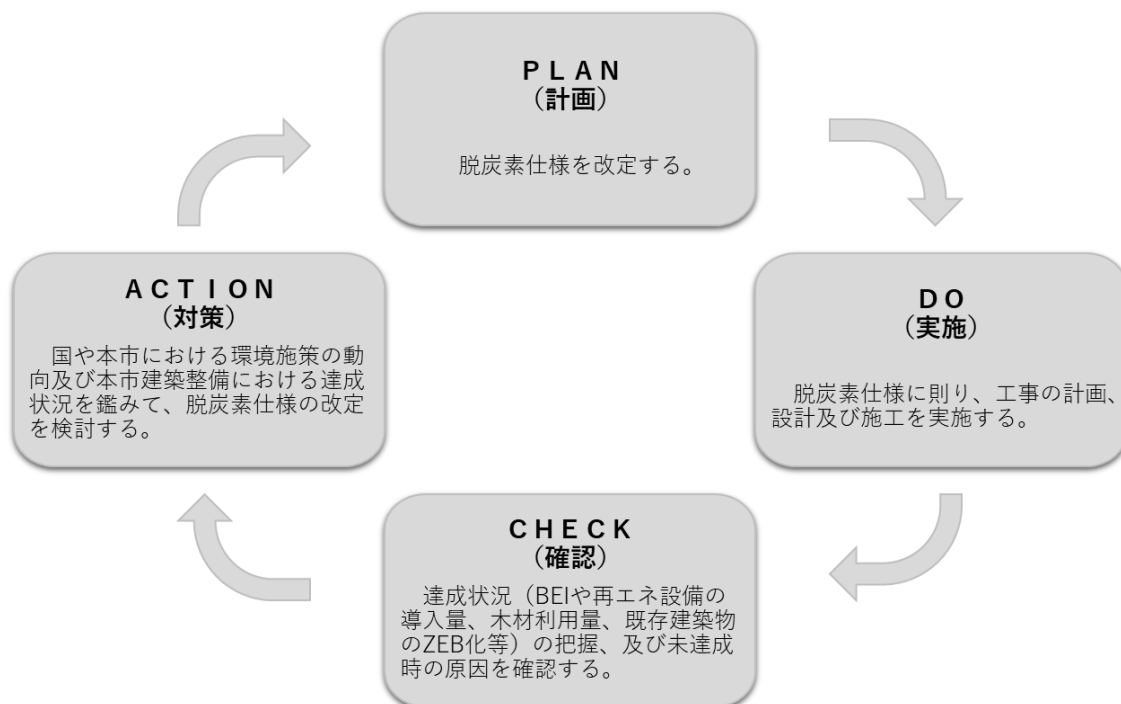 PLAN
（計画）
脱炭素仕様を改定する。
DO
（実施）
脱炭素仕様に則り、工事の計画、
設計及び施工を実施する。
CHECK
（確認）
達成状況（BEIや再エネ設備の
導入量、木材利用量、既存建築物
のZEB化等）の把握、及び未達成
時の原因を確認する。
ACTION
（対策）
国や本市における環境施策の動
向及び本市建築整備における達成
状況を鑑みて、脱炭素仕様の改定
を検討する。